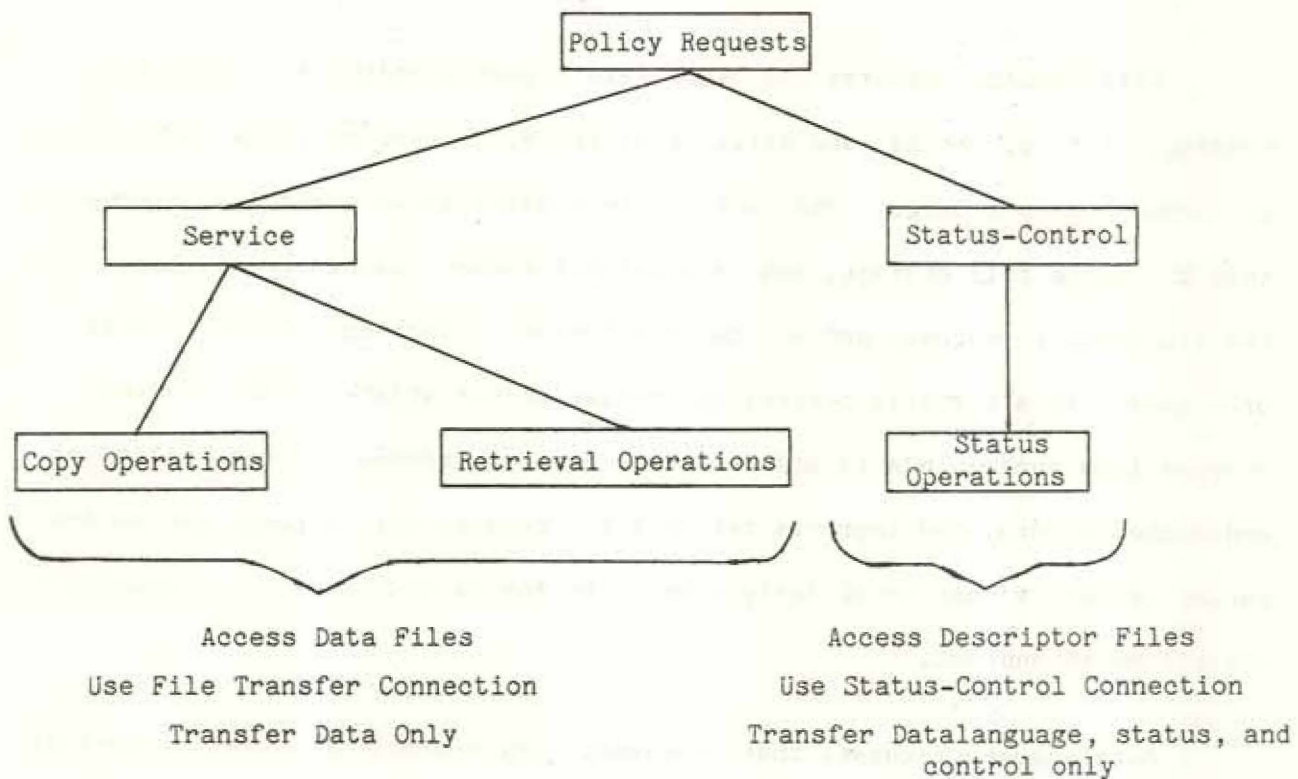 Policy Requests
Service
Status-Control
Copy Operations
Retrieval Operations
Status
Operations
Access Data Files
Use File Transfer Connection
Transfer Data Only
Access Descriptor Files
Use Status-Control Connection
Transfer Datalanguage, status, and
control only